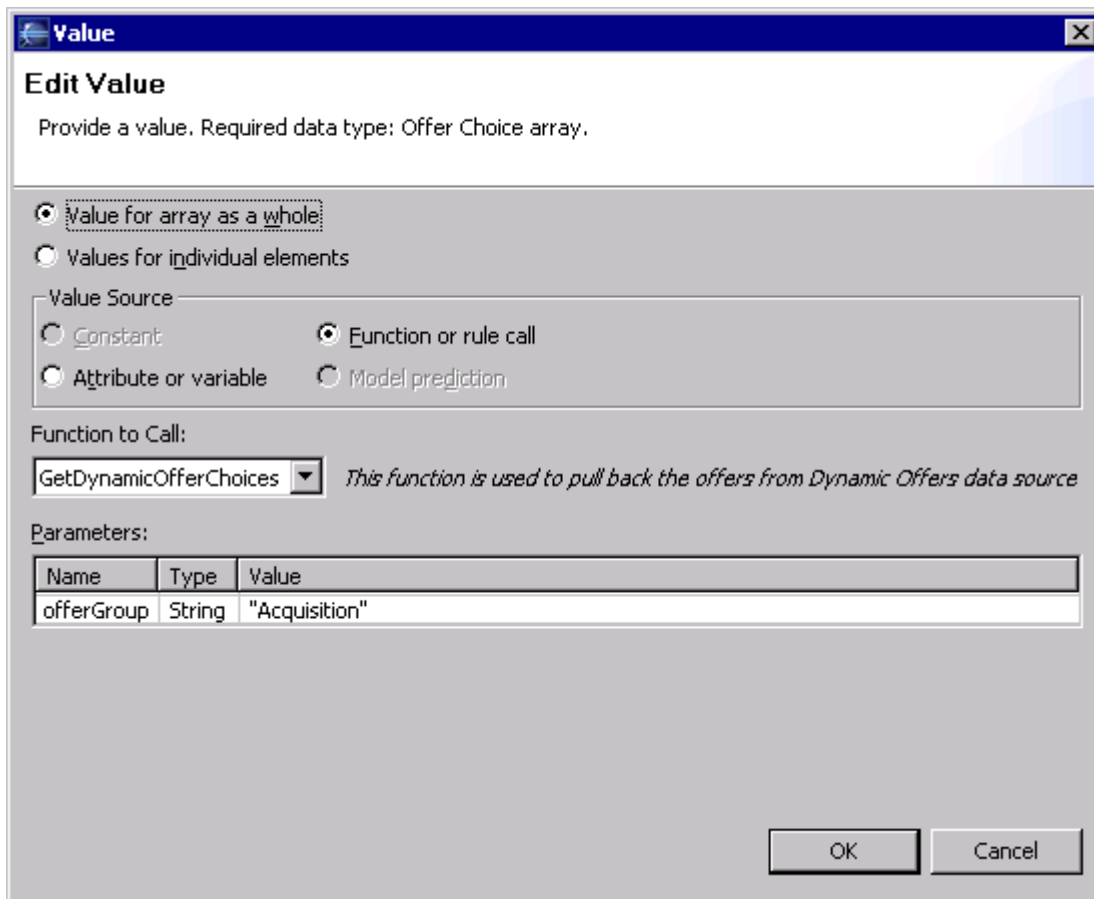 Value
Edit Value
Provide a value. Required data type: Offer Choice array.
Value for array as a whole
Values for individual elements
Value Source
Constant
Function or rule call
Attribute or variable
Model prediction
Function to Call:
GetDynamicOfferChoices This function is used to pull back the offers from Dynamic Offers data source
Parameters:
Name Type Value
offerGroup String "Acquisition"
OK Cancel